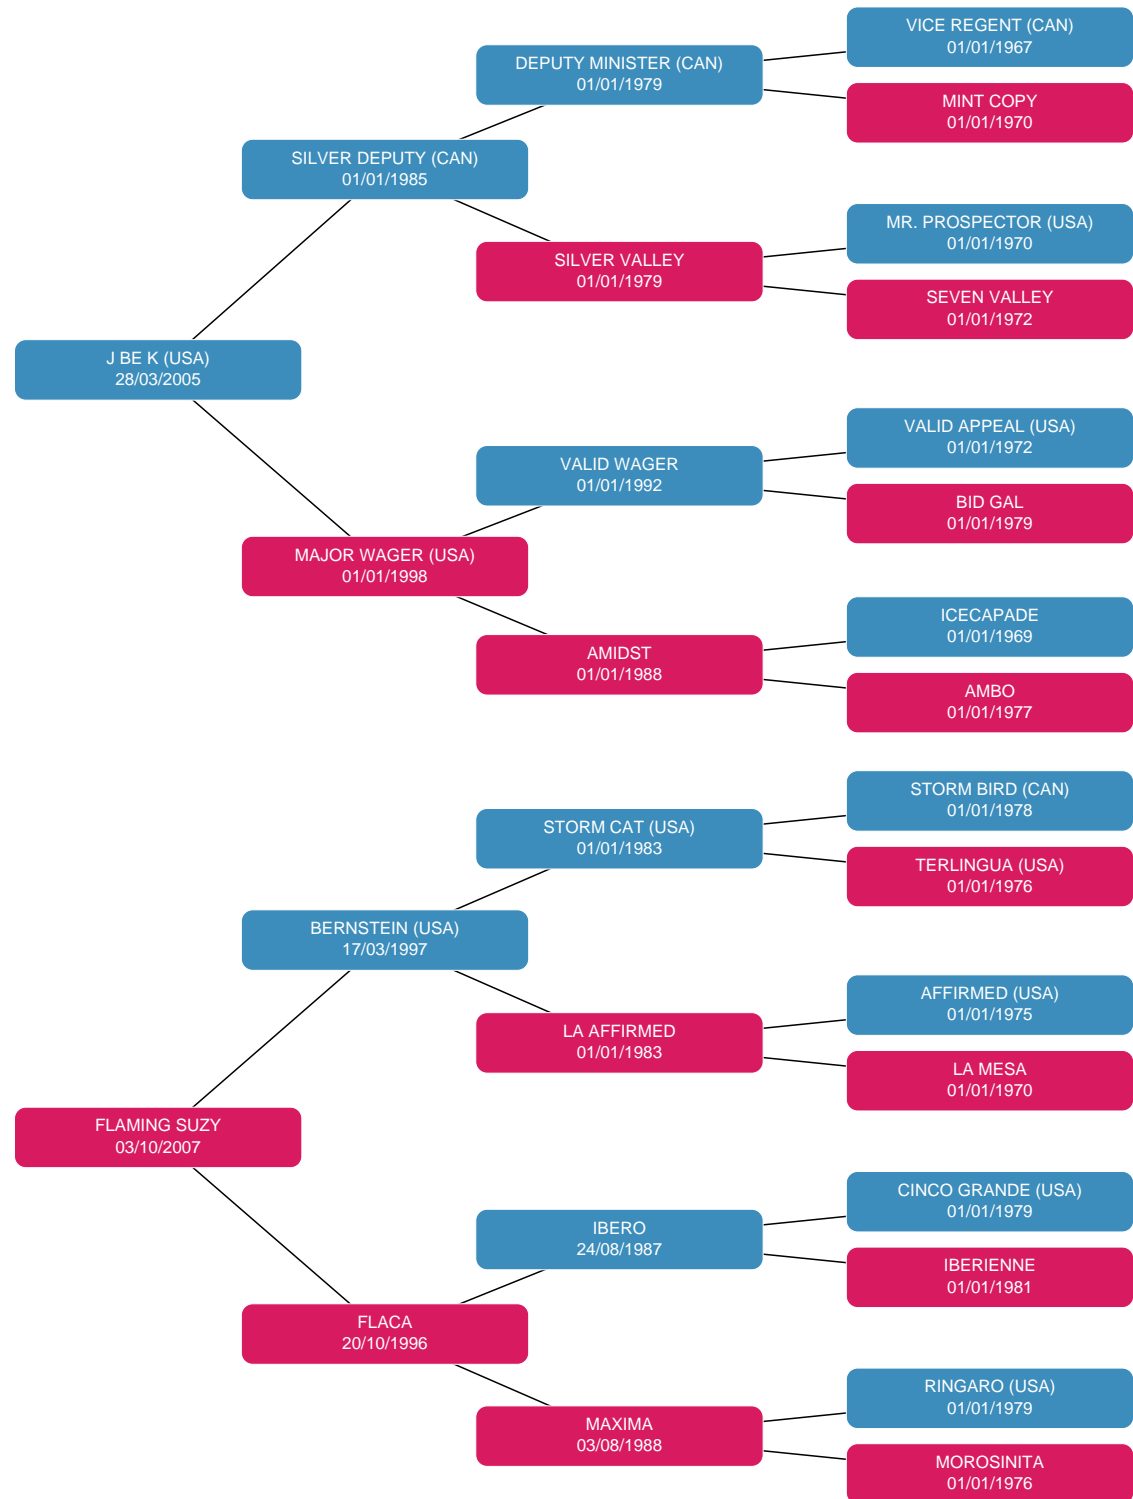 VICE REGENT (CAN)
01/01/1967
DEPUTY MINISTER (CAN)
01/01/1979
MINT COPY
01/01/1970
SILVER DEPUTY (CAN)
01/01/1985
MR. PROSPECTOR (USA)
01/01/1970
SILVER VALLEY
01/01/1979
SEVEN VALLEY
01/01/1972
J BE K (USA)
28/03/2005
VALID APPEAL (USA)
01/01/1972
VALID WAGER
01/01/1992
BID GAL
01/01/1979
MAJOR WAGER (USA)
01/01/1998
ICECAPADE
01/01/1969
AMIDST
01/01/1988
AMBO
01/01/1977
STORM BIRD (CAN)
01/01/1978
STORM CAT (USA)
01/01/1983
TERLINGUA (USA)
01/01/1976
BERNSTEIN (USA)
17/03/1997
AFFIRMED (USA)
01/01/1975
LA AFFIRMED
01/01/1983
LA MESA
01/01/1970
FLAMING SUZY
03/10/2007
CINCO GRANDE (USA)
01/01/1979
IBERO
24/08/1987
IBERIENNE
01/01/1981
FLACA
20/10/1996
RINGARO (USA)
01/01/1979
MAXIMA
03/08/1988
MOROSINITA
01/01/1976